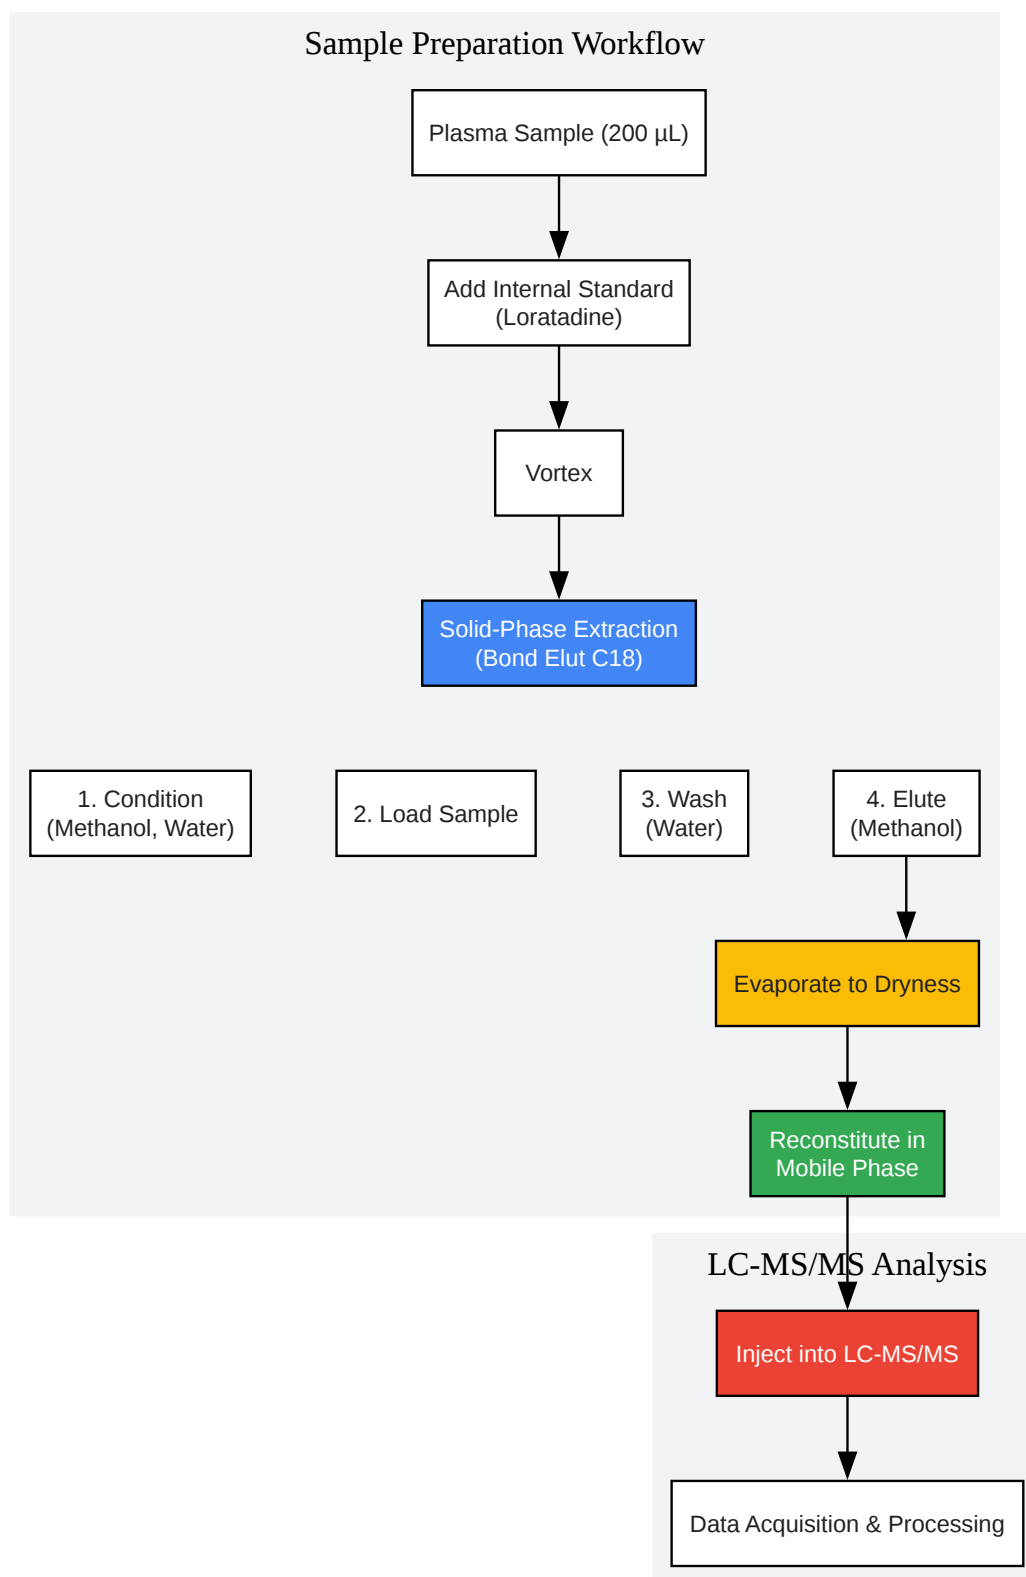 Sample Preparation Workflow
Plasma Sample (200 µL)
Add Internal Standard
(Loratadine)
Vortex
Solid-Phase Extraction
(Bond Elut C18)
1. Condition
(Methanol, Water)
2. Load Sample
3. Wash
(Water)
4. Elute
(Methanol)
Evaporate to Dryness
Reconstitute in
Mobile Phase
LC-MS/MS Analysis
Inject into LC-MS/MS
Data Acquisition & Processing